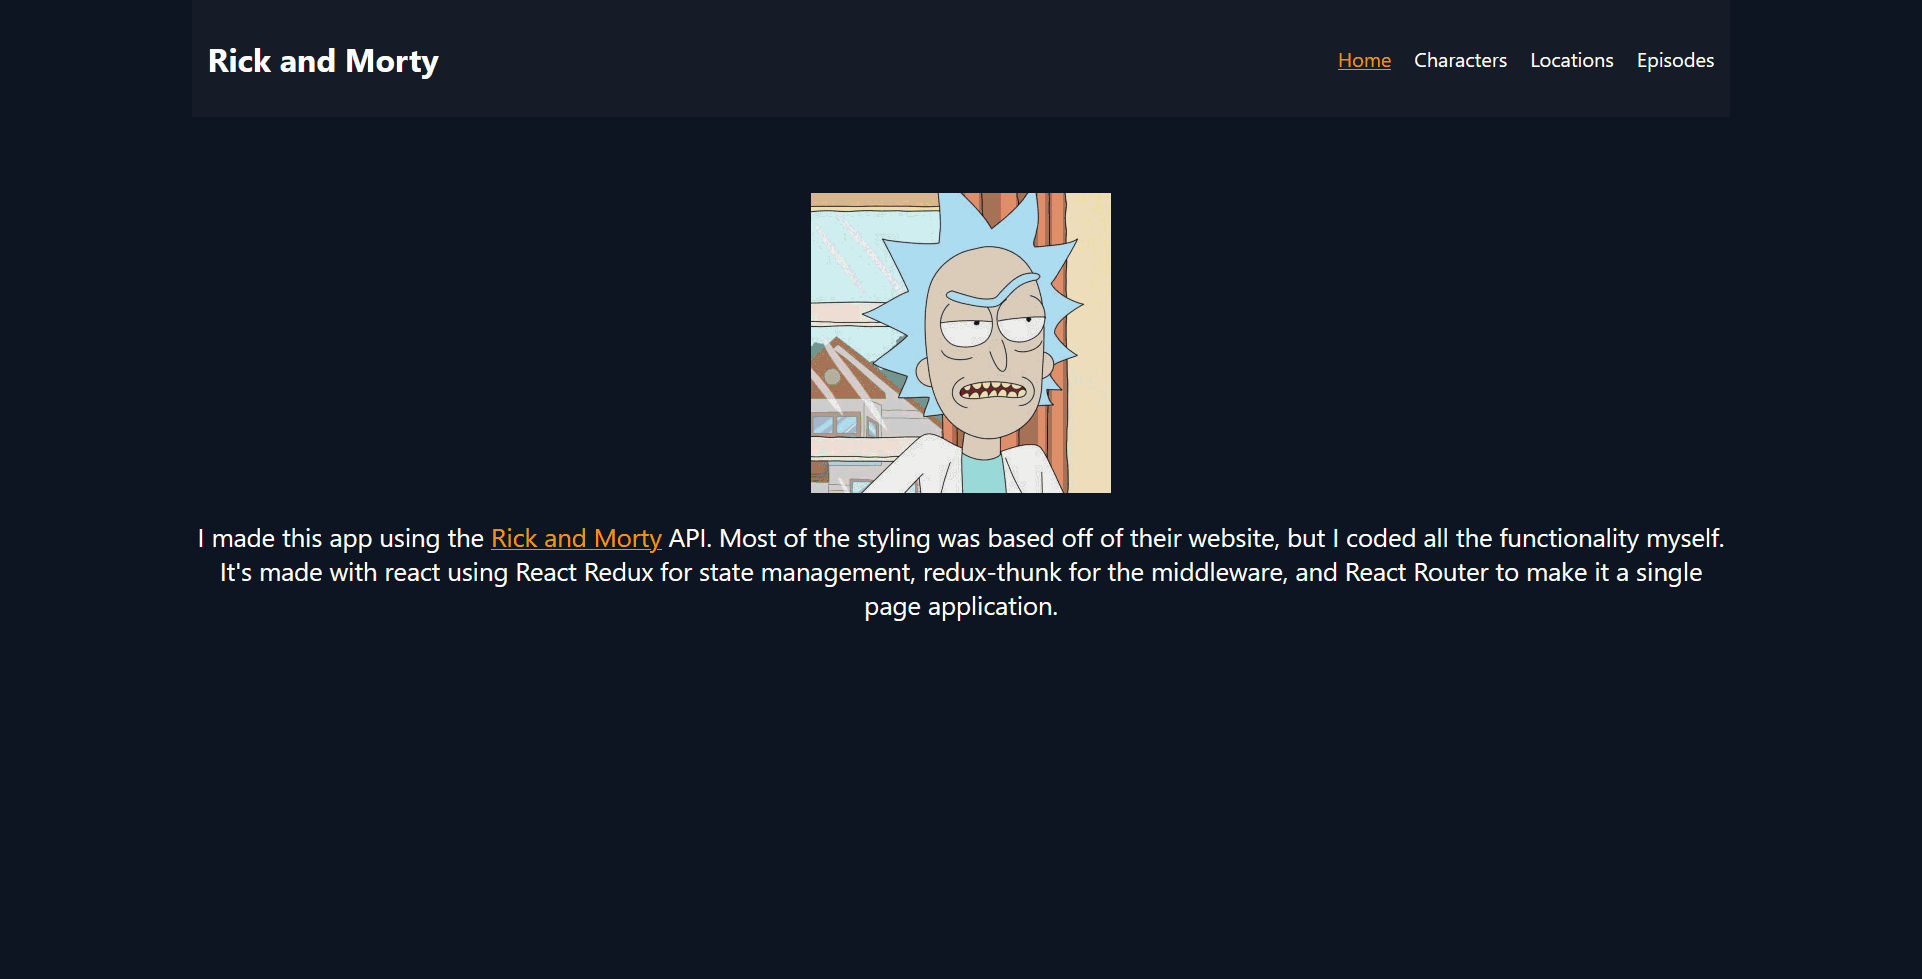 Rick and Morty
Home Characters Locations Episodes
I made this app using the Rick and Morty API. Most of the styling was based off of their website, but I coded all the functionality myself.
It's made with react using React Redux for state management, redux-thunk for the middleware, and React Router to make it a single
page application.